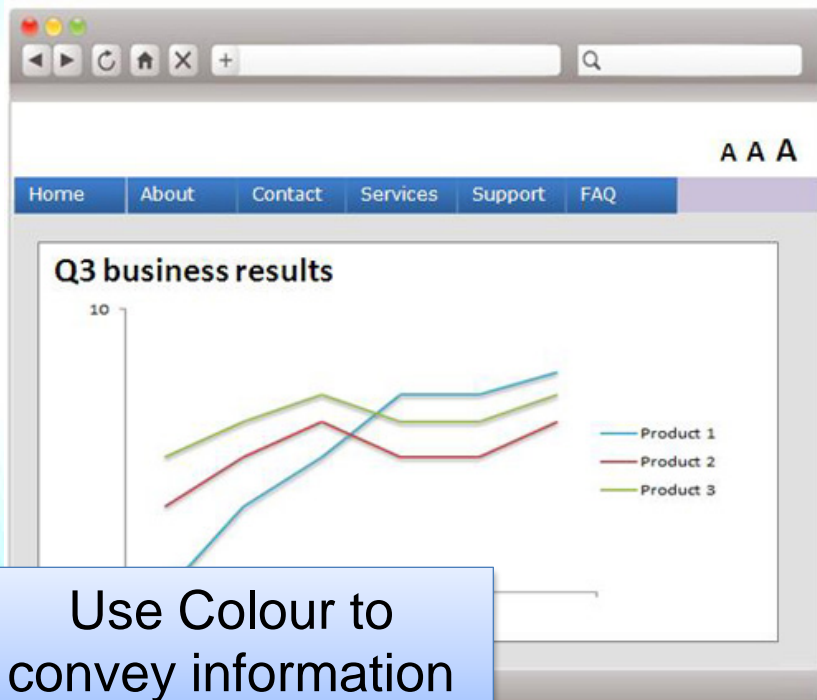 A A A
Home About Contact Services Support FAQ
Q3 business results
10
Product 1
Product 2
Product 3
Use Colour to
convey information